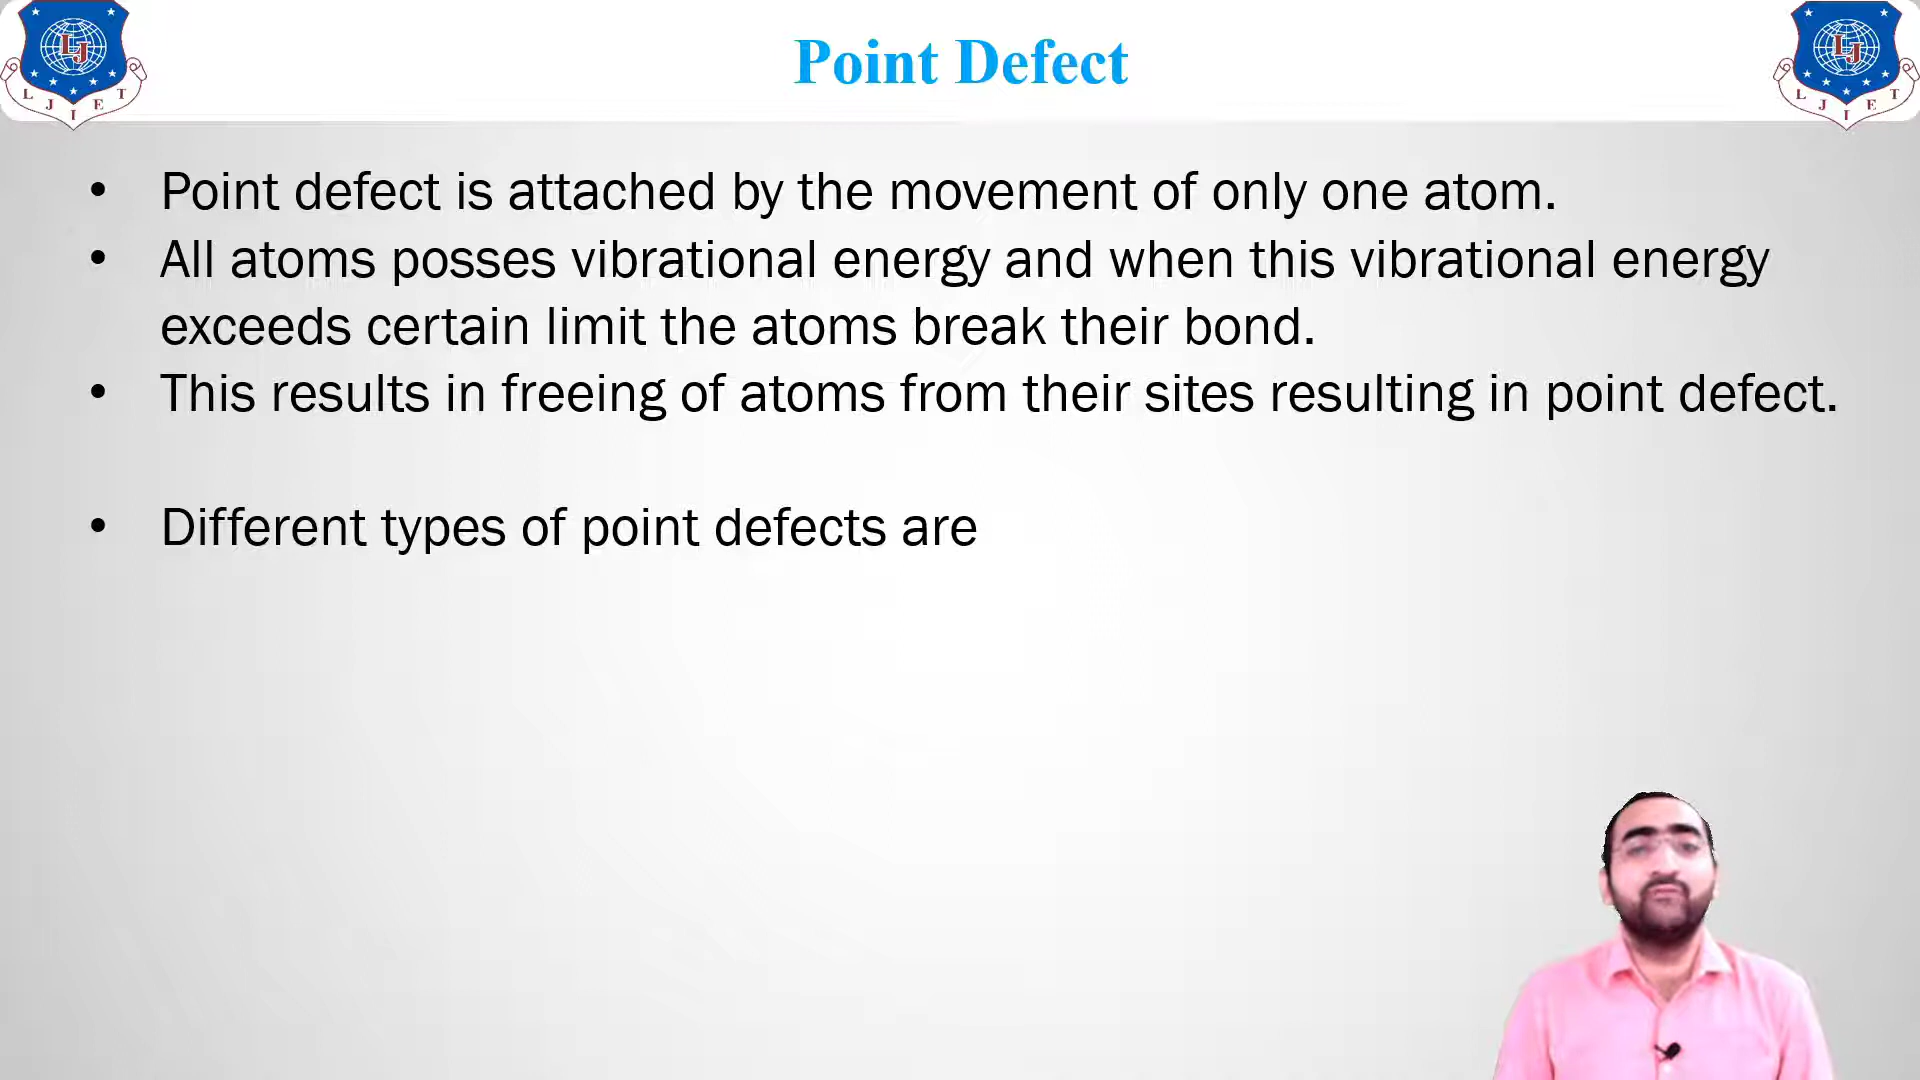 LJ
L J I E T
Point Defect
LJ
L J I E T
• Point defect is attached by the movement of only one atom.
• All atoms posses vibrational energy and when this vibrational energy
exceeds certain limit the atoms break their bond.
• This results in freeing of atoms from their sites resulting in point defect.
• Different types of point defects are